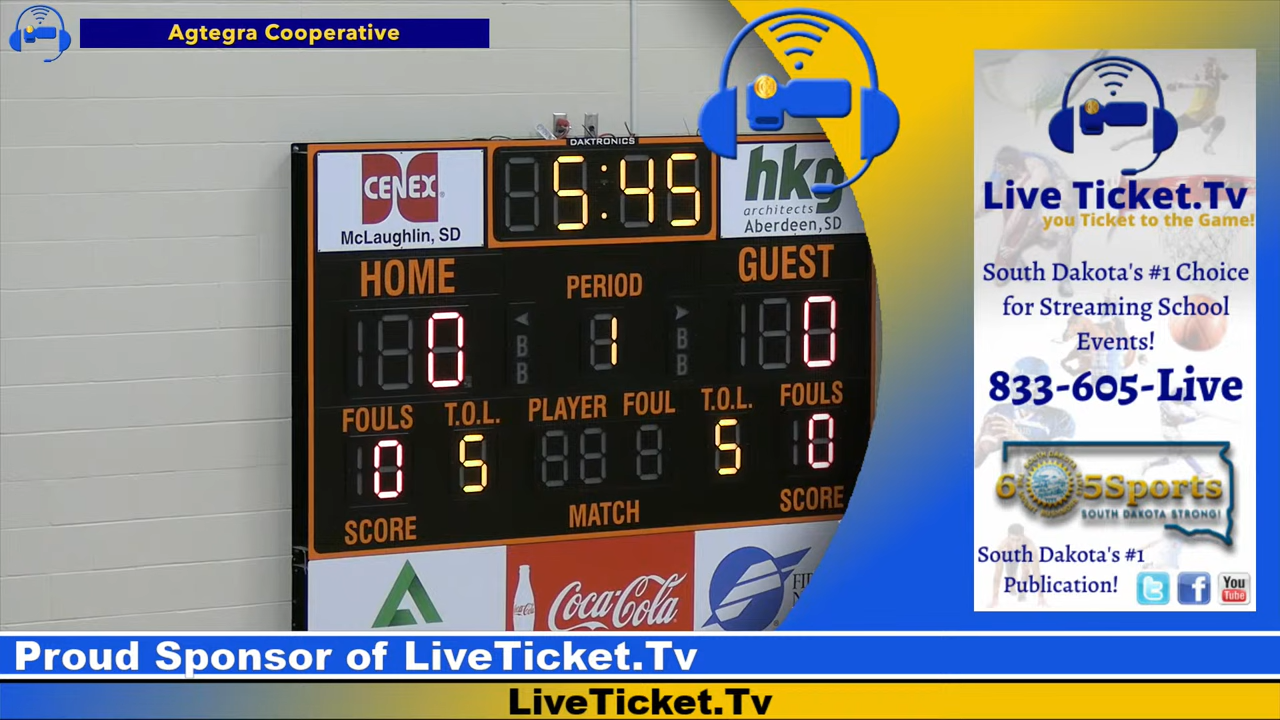 Agtegra Cooperative
DAKTRONICS
CENEX
McLaughlin, SD
5:45
hkg
architects
Aberdeen, SD
HOME
PERIOD
GUEST
0
1
0
B
B
B
B
FOULS
T.O.L.
PLAYER
FOUL
T.O.L.
FOULS
0
5
5
0
SCORE
MATCH
SCORE
Coca-Cola
Live Ticket.Tv
you Ticket to the Game!
South Dakota's #1 Choice
for Streaming School
Events!
833-605-Live
605Sports
SOUTH DAKOTA STRONG!
South Dakota's #1
Publication!
You
Tube
Proud Sponsor of LiveTicket.Tv
LiveTicket.Tv